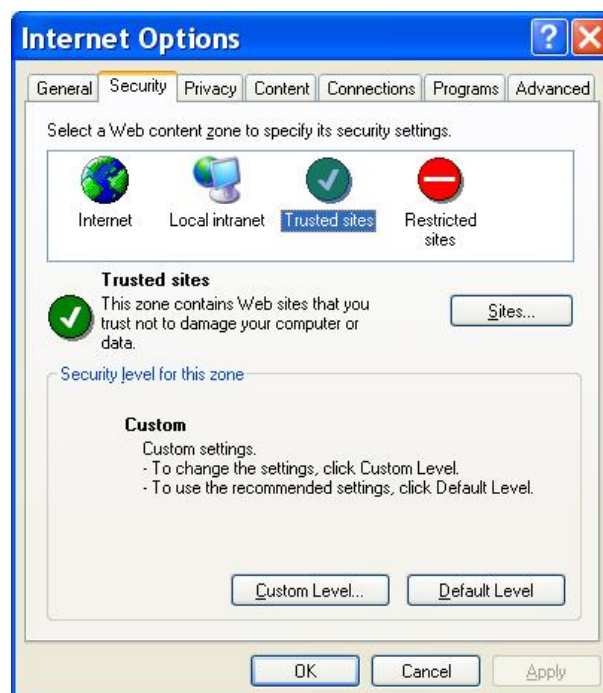 Internet Options
General Security Privacy Content Connections Programs Advanced
Select a Web content zone to specify its security settings.
Internet Local intranet Trusted sites Restricted sites
Trusted sites
This zone contains Web sites that you
trust not to damage your computer or
data.
Sites...
Security level for this zone
Custom
Custom settings.
- To change the settings, click Custom Level.
- To use the recommended settings, click Default Level.
Custom Level... Default Level
OK Cancel Apply